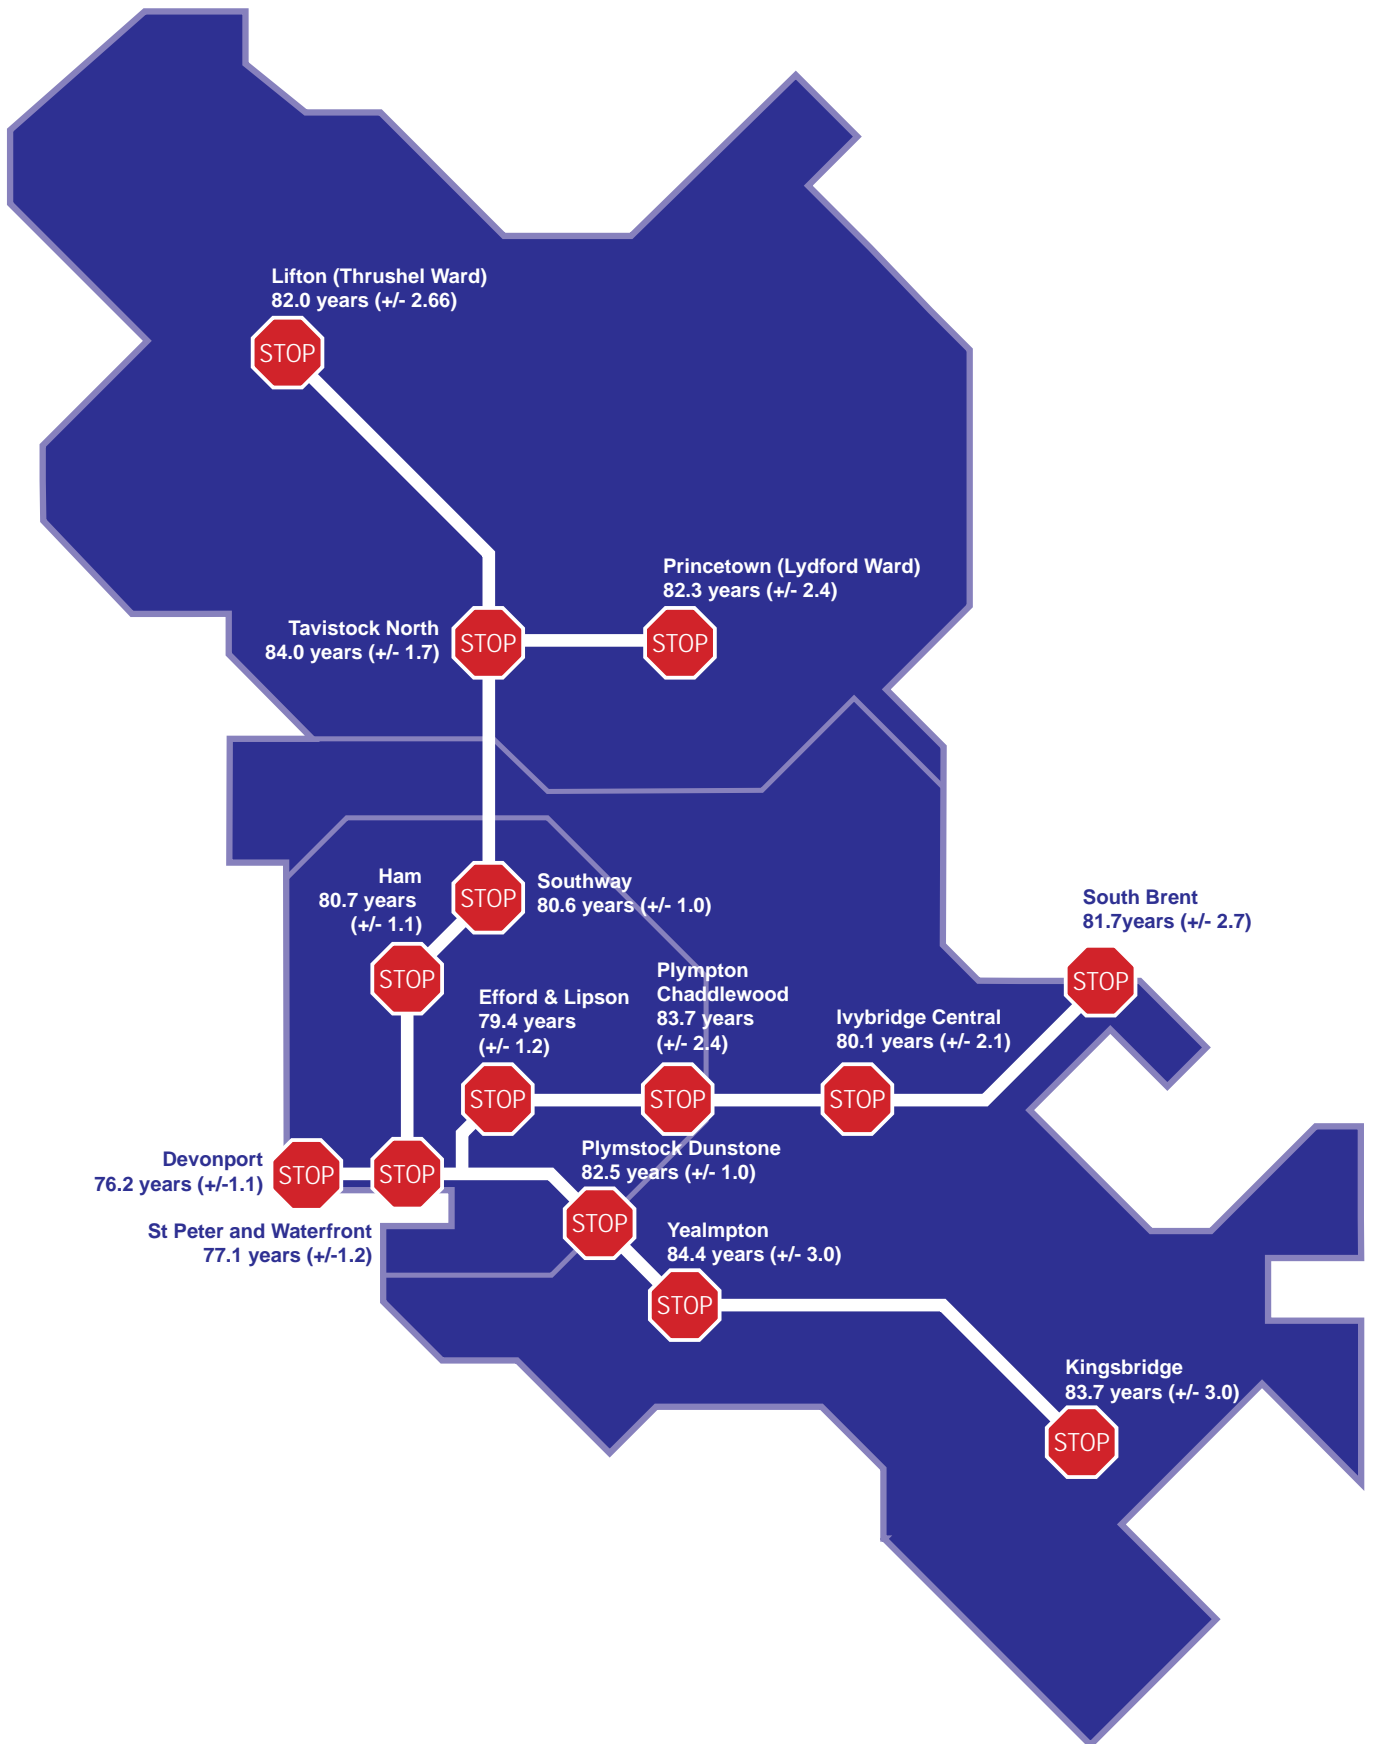 Lifton (Thrushel Ward)
82.0 years (+/- 2.66)
STOP
Princetown (Lydford Ward)
82.3 years (+/- 2.4)
STOP
Tavistock North
84.0 years (+/- 1.7)
STOP
Ham
80.7 years
(+/- 1.1)
STOP
Southway
80.6 years (+/- 1.0)
STOP
South Brent
81.7years (+/- 2.7)
STOP
Efford & Lipson
79.4 years
(+/- 1.2)
STOP
Plympton
Chaddlewood
83.7 years
(+/- 2.4)
STOP
Ivybridge Central
80.1 years (+/- 2.1)
STOP
Devonport
76.2 years (+/-1.1)
STOP
St Peter and Waterfront
77.1 years (+/-1.2)
STOP
Plymstock Dunstone
82.5 years (+/- 1.0)
STOP
Yealmpton
84.4 years (+/- 3.0)
STOP
Kingsbridge
83.7 years (+/- 3.0)
STOP